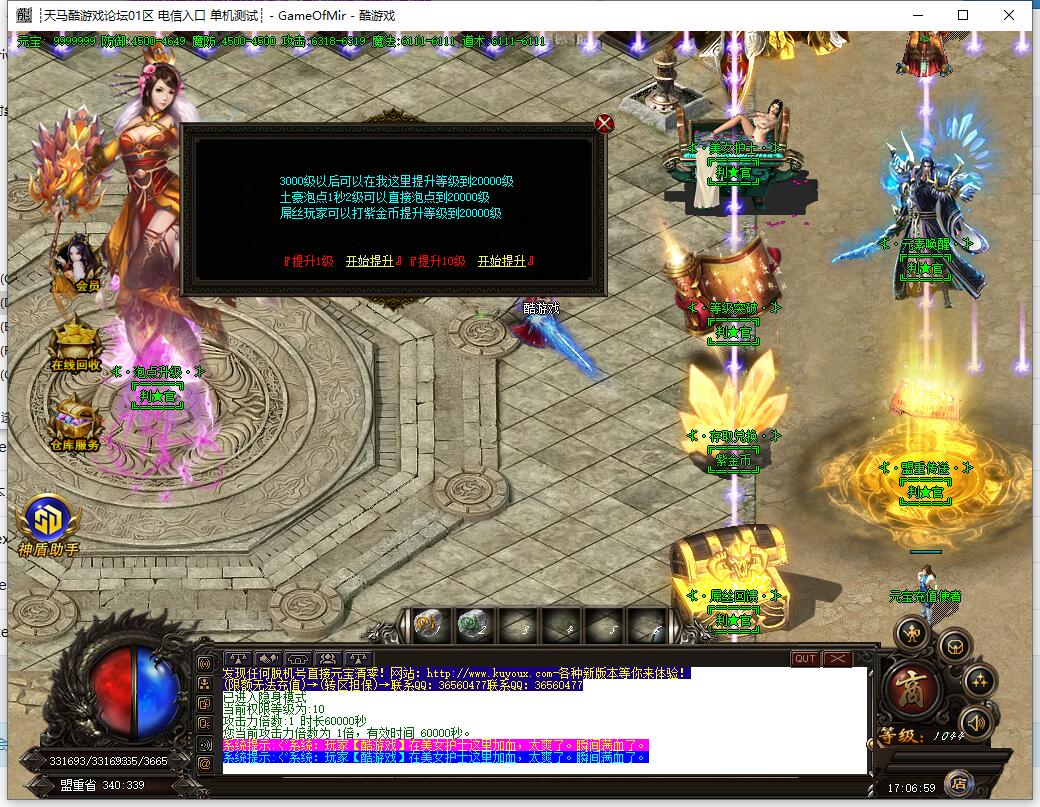 天马酷游戏论坛01区 电信入口 单机测试 - GameOfMir - 酷游戏
元宝: 9999999 防御:4500-4649 魔防:4500-4500 攻击:6318-6319 魔法:6111-6111 道术:6111-6111
3000级以后可以在我这里提升等级到20000级
土豪泡点1秒2级可以直接泡点到20000级
屌丝玩家可以打紫金币提升等级到20000级
『提升1级 开始提升』『提升10级 开始提升』
酷游戏
美女护士
判★官
元素唤醒
判★官
会员
等级突破
判★官
在线回收
泡点升级
判★官
仓库服务
存取兑换
紫金币
盟重传送
判★官
神盾助手
屌丝回馈
判★官
元宝充值使者
1 2 3 4 5 6
QUT
发现任何脱机号直接元宝清零！网站：http://www.kuyoux.com-各种新版本等你来体验！
(限额无法充值)→(转区担保)→联系QQ：36560477联系QQ：36560477
已进入隐身模式
当前权限等级为:10
攻击力倍数:1 时长60000秒
您当前攻击力倍数为 1倍，有效时间 60000秒。
系统提示:〈系统：玩家【酷游戏】在美女护士这里加血，太爽了。瞬间满血了。
系统提示:〈系统：玩家【酷游戏】在美女护士这里加血，太爽了。瞬间满血了。
商
等级: 1044
盟重省 340:339
17:06:59
店